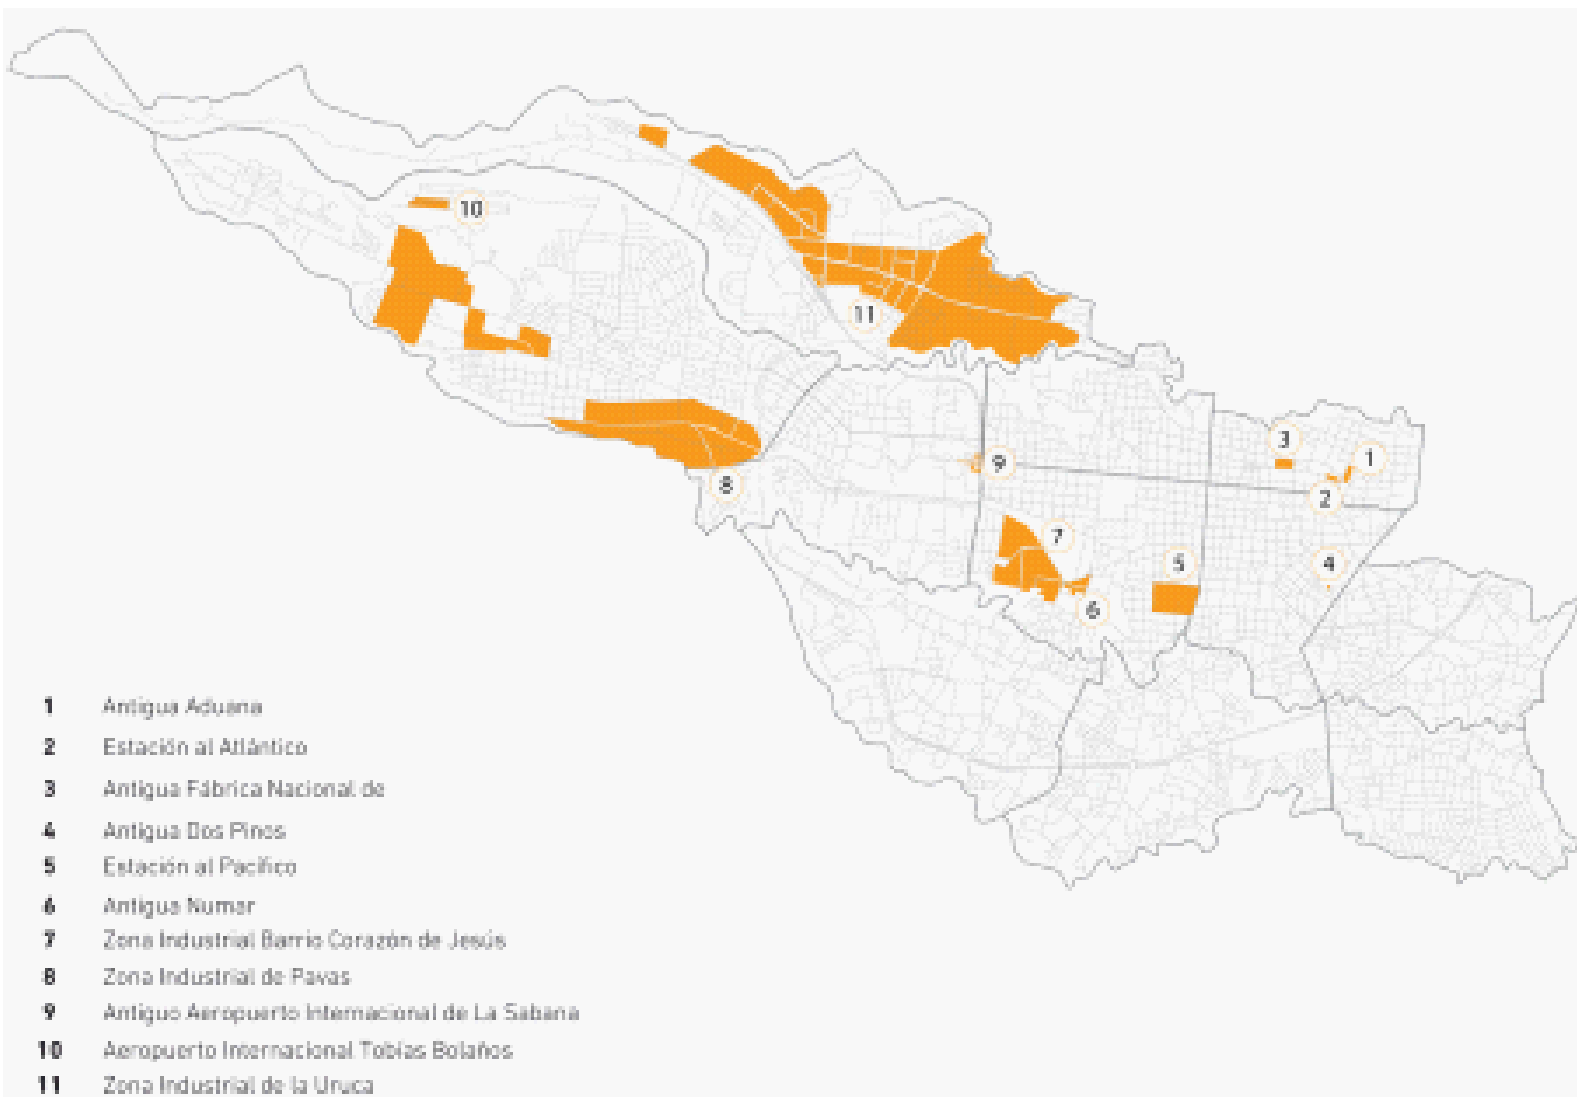 10
11
3
1
9
8
2
7
5
4
6
1 Antigua Aduana
2 Estación al Atlántico
3 Antigua Fábrica Nacional de
4 Antigua Dos Pinos
5 Estación al Pacífico
6 Antigua Numar
7 Zona Industrial Barrio Corazón de Jesús
8 Zona Industrial de Pavas
9 Antiguo Aeropuerto Internacional de La Sabana
10 Aeropuerto Internacional Tobías Bolaños
11 Zona Industrial de la Uruca